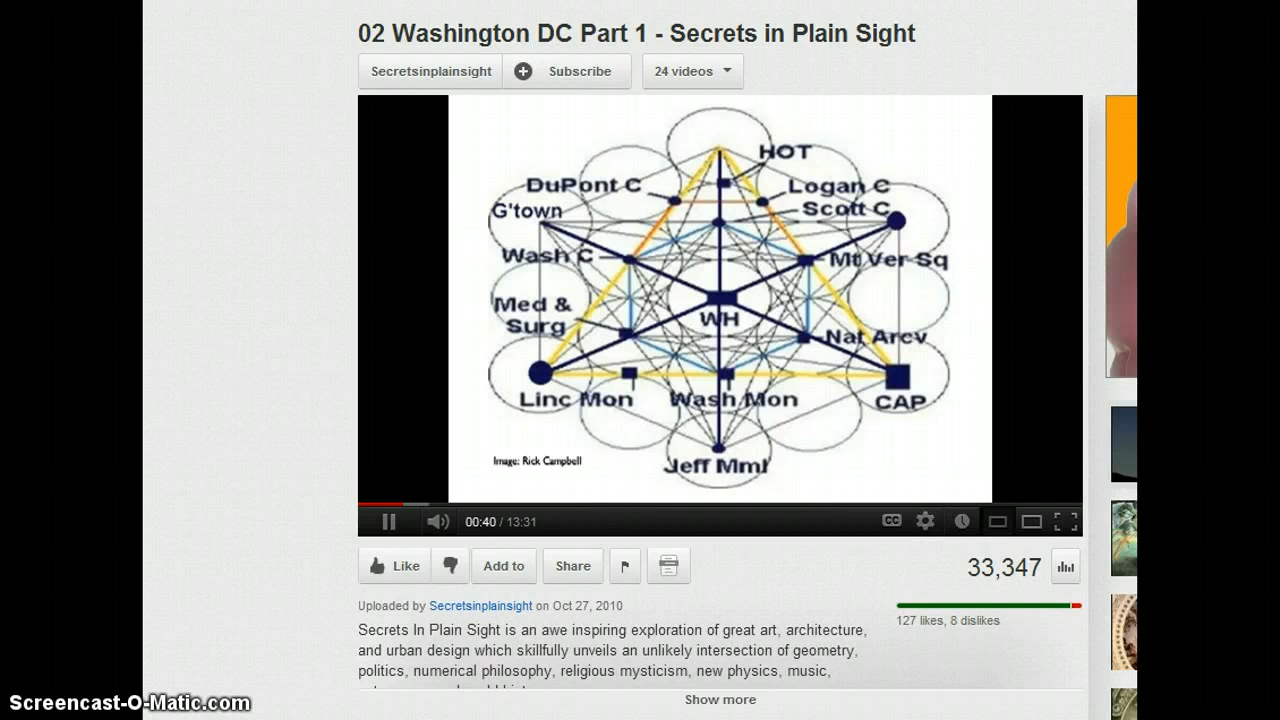 02 Washington DC Part 1 - Secrets in Plain Sight
Secretsinplainsight
Subscribe
24 videos
HOT
DuPont C
Logan C
G'town
Scott C
Wash C
Mt Ver Sq
Med &
Surg
WH
Nat Arcv
Linc Mon
Wash Mon
CAP
Image: Rick Campbell
Jeff Mml
00:40 / 13:31
CC
Like
Add to
Share
33,347
Uploaded by Secretsinplainsight on Oct 27, 2010
127 likes, 8 dislikes
Secrets In Plain Sight is an awe inspiring exploration of great art, architecture,
and urban design which skillfully unveils an unlikely intersection of geometry,
politics, numerical philosophy, religious mysticism, new physics, music,
Show more
Screencast-O-Matic.com